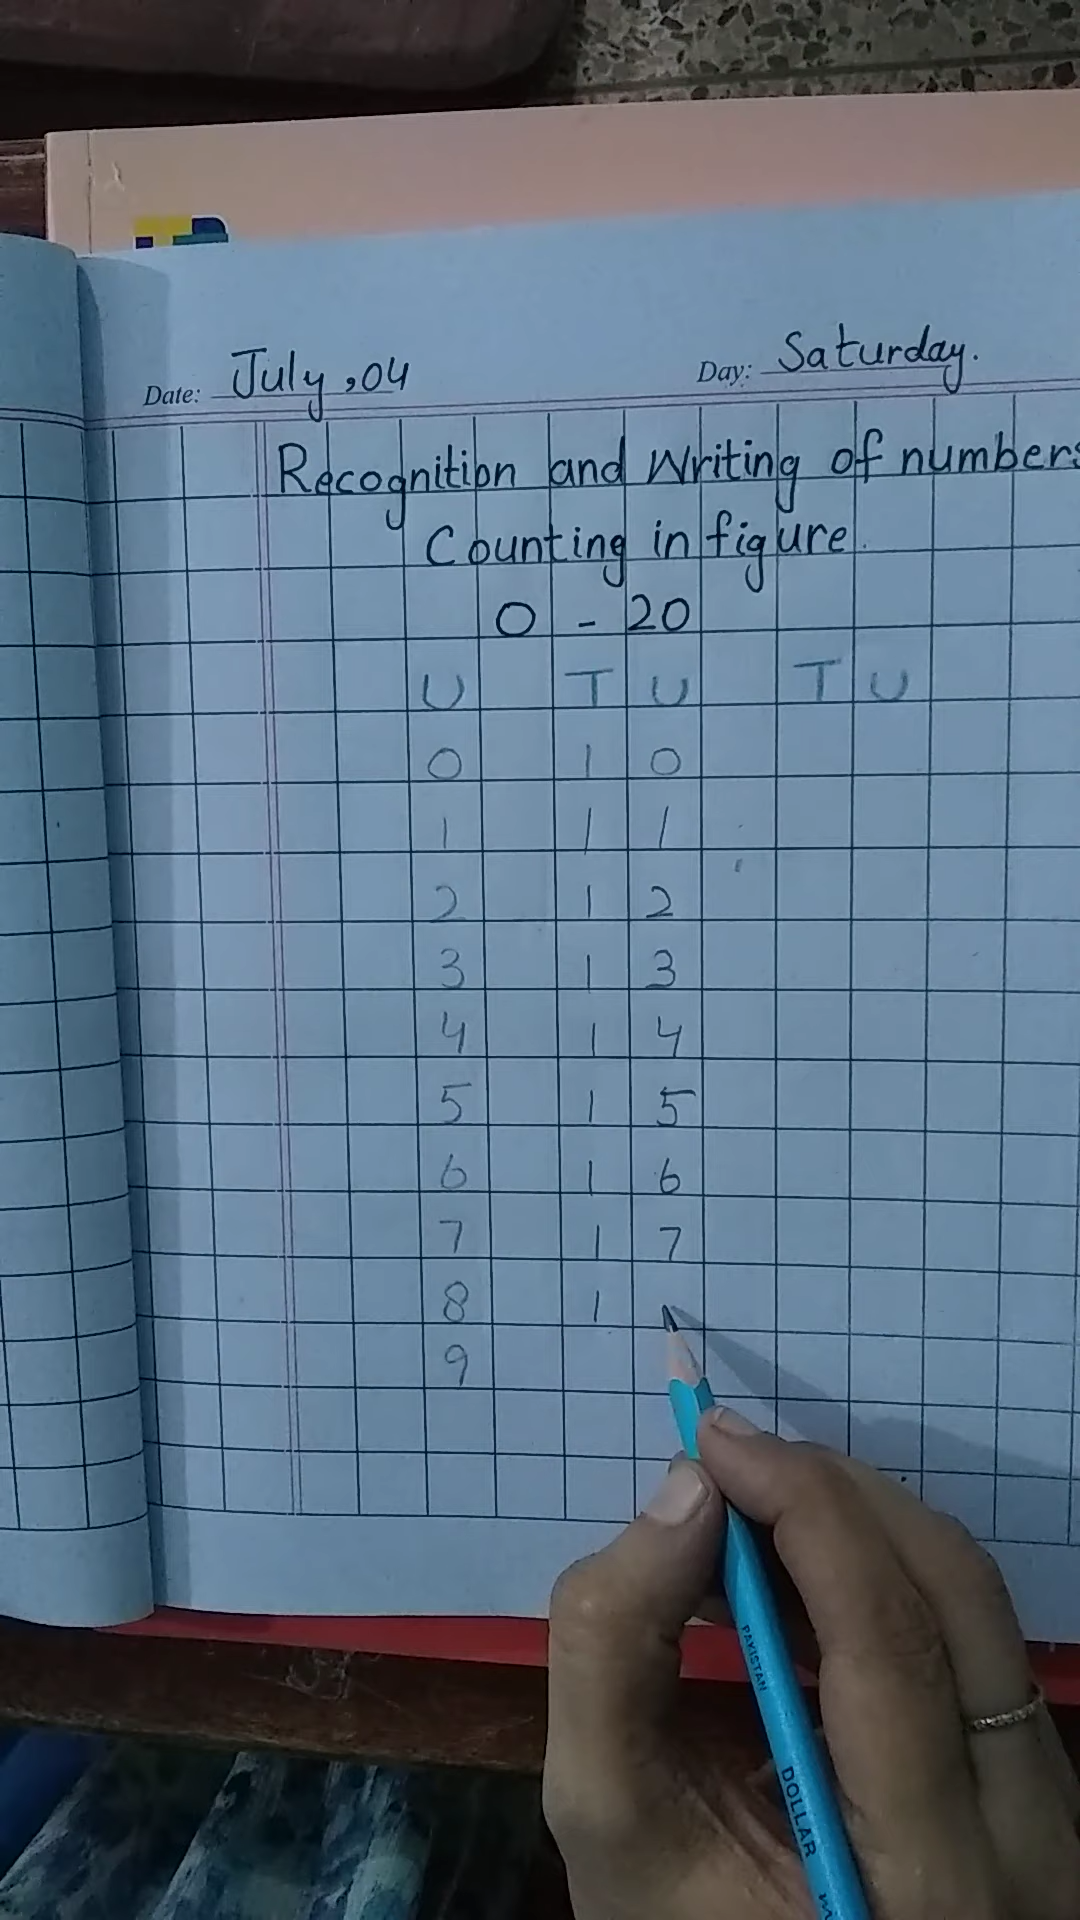 Date: July, 04 Day: Saturday.
Recognition and Writing of numbers
Counting in figure.
0 - 20
U T U T U
0 1 0
1 1 1
2 1 2
3 1 3
4 1 4
5 1 5
6 1 6
7 1 7
8 1
9
PAKISTAN DOLLAR